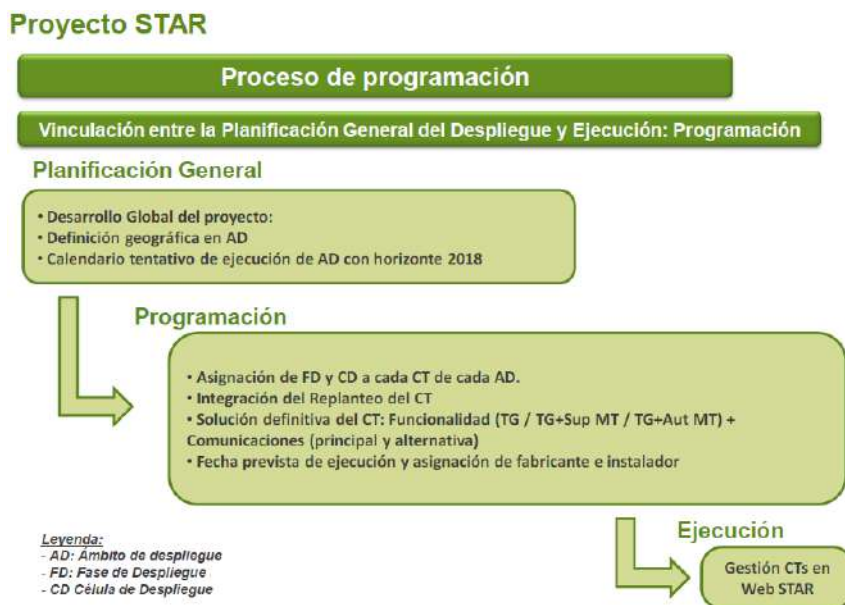 Proyecto STAR
Proceso de programación
Vinculación entre la Planificación General del Despliegue y Ejecución: Programación
Planificación General
• Desarrollo Global del proyecto:
• Definición geográfica en AD
• Calendario tentativo de ejecución de AD con horizonte 2018
Programación
• Asignación de FD y CD a cada CT de cada AD.
• Integración del Replanteo del CT
• Solución definitiva del CT: Funcionalidad (TG / TG+Sup MT / TG+Aut MT) +
Comunicaciones (principal y alternativa)
• Fecha prevista de ejecución y asignación de fabricante e instalador
Ejecución
Gestión CTs en
Web STAR
Leyenda:
- AD: Ámbito de despliegue
- FD: Fase de Despliegue
- CD Célula de Despliegue